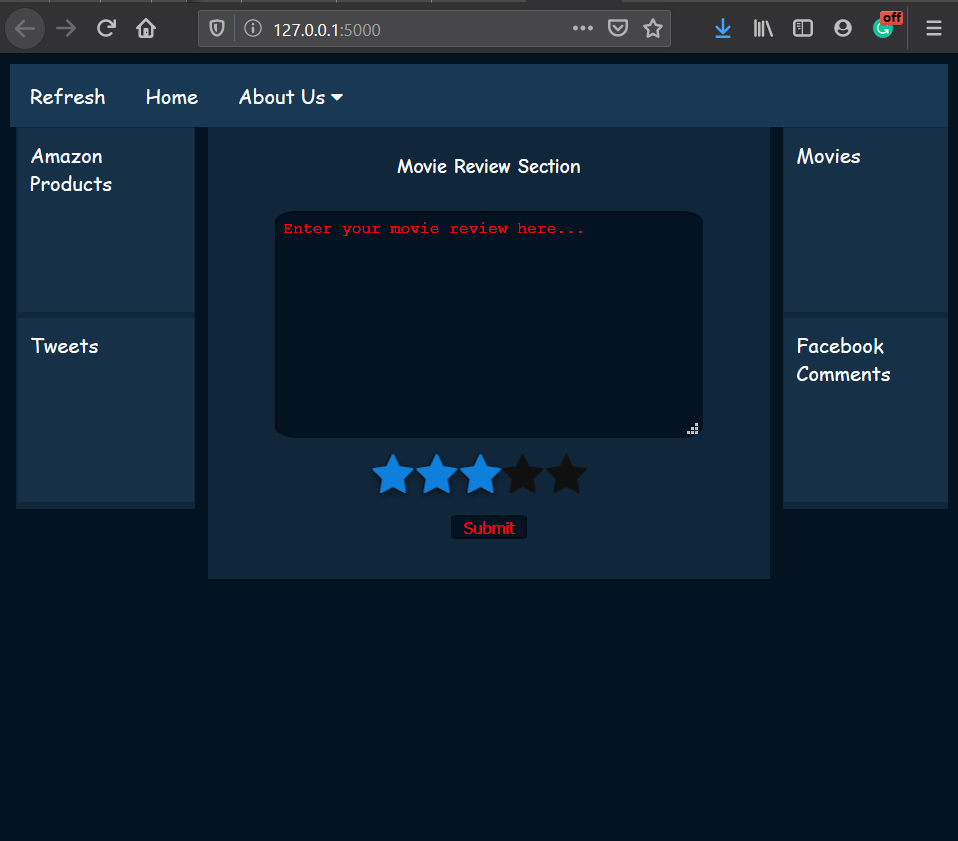 127.0.0.1:5000
off
Refresh Home About Us
Amazon
Products
Movie Review Section
Movies
Enter your movie review here...
Tweets
Facebook
Comments
Submit